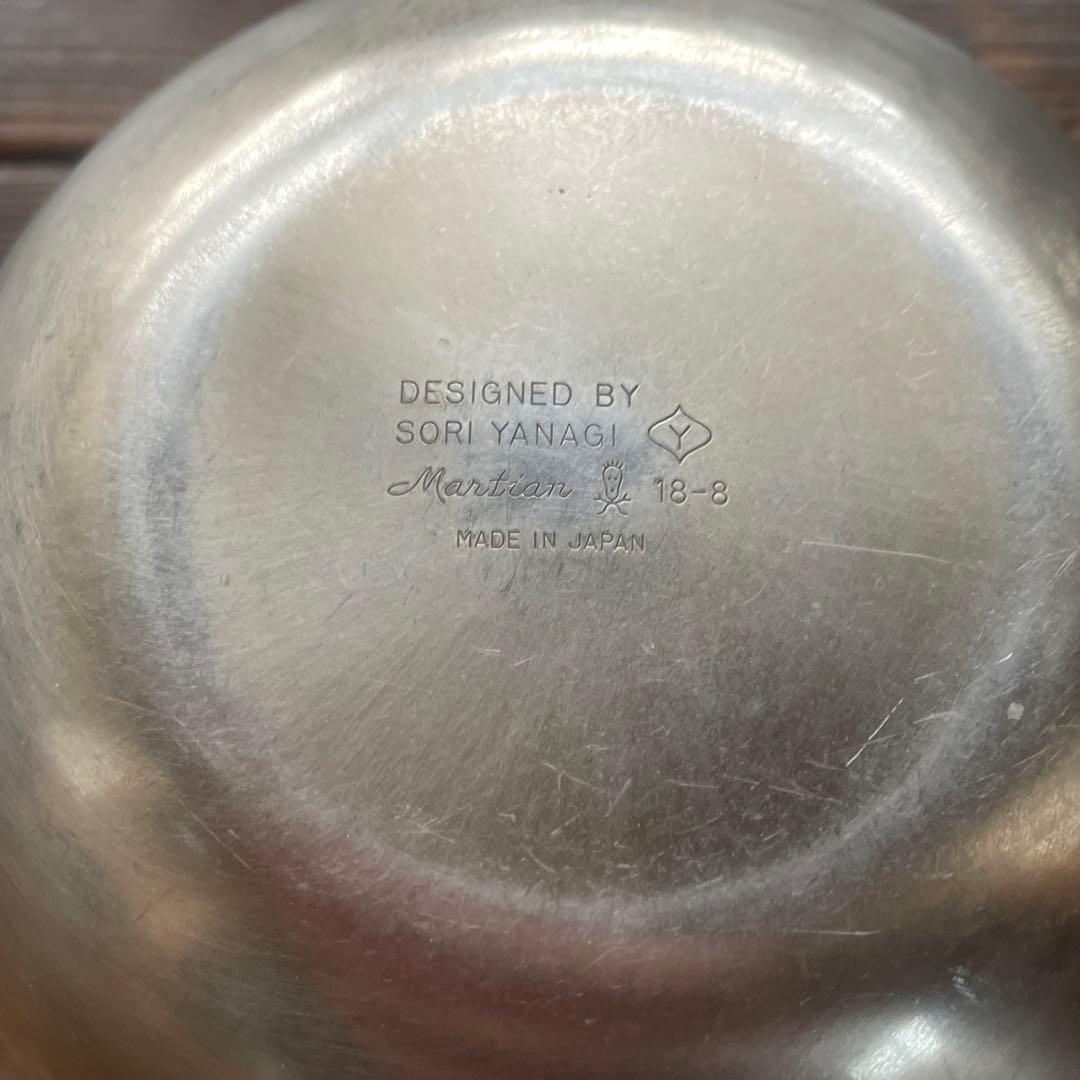 DESIGNED BY
SORI YANAGI Y
Martian 18-8
MADE IN JAPAN